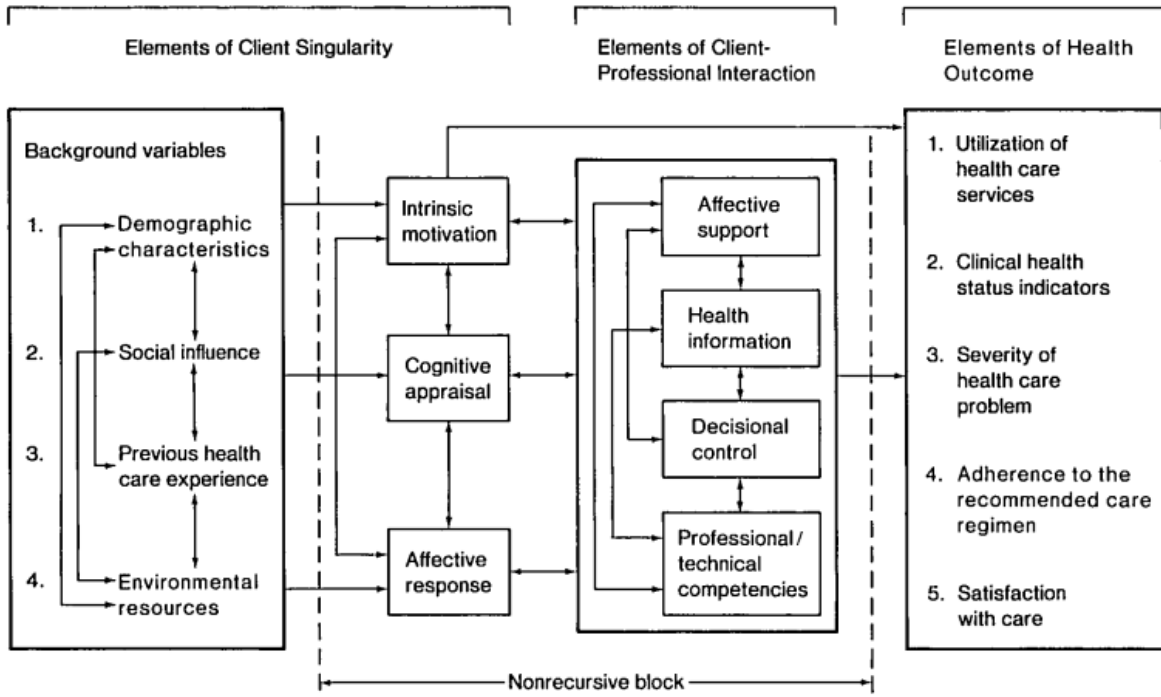 Elements of Client Singularity
Elements of Client-
Professional Interaction
Elements of Health
Outcome
Background variables
1. Demographic
characteristics
2. Social influence
3. Previous health
care experience
4. Environmental
resources
Intrinsic
motivation
Cognitive
appraisal
Affective
response
Affective
support
Health
information
Decisional
control
Professional/
technical
competencies
1. Utilization of
health care
services
2. Clinical health
status indicators
3. Severity of
health care
problem
4. Adherence to the
recommended care
regimen
5. Satisfaction
with care
Nonrecursive block